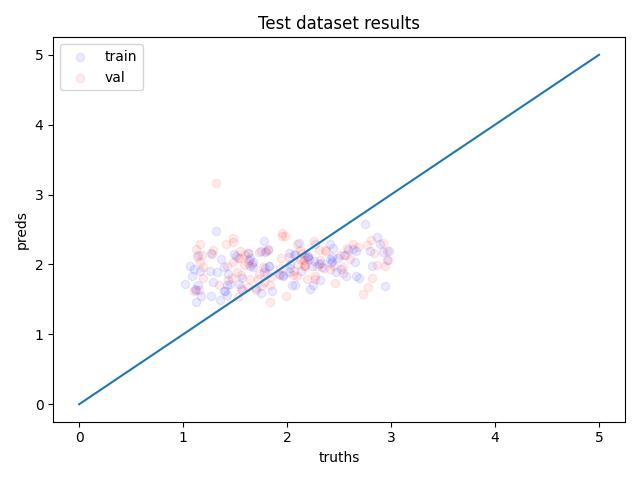 Test dataset results
train
val
preds
5
4
3
2
1
0
0 1 2 3 4 5
truths